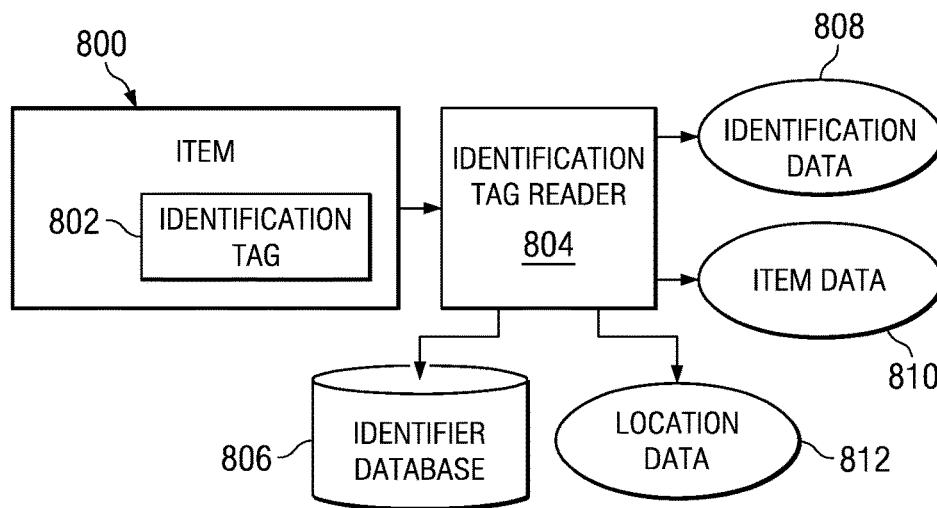 800
808
ITEM
802
IDENTIFICATION
TAG
IDENTIFICATION
TAG READER
804
IDENTIFICATION
DATA
ITEM DATA
810
806
IDENTIFIER
DATABASE
LOCATION
DATA
812